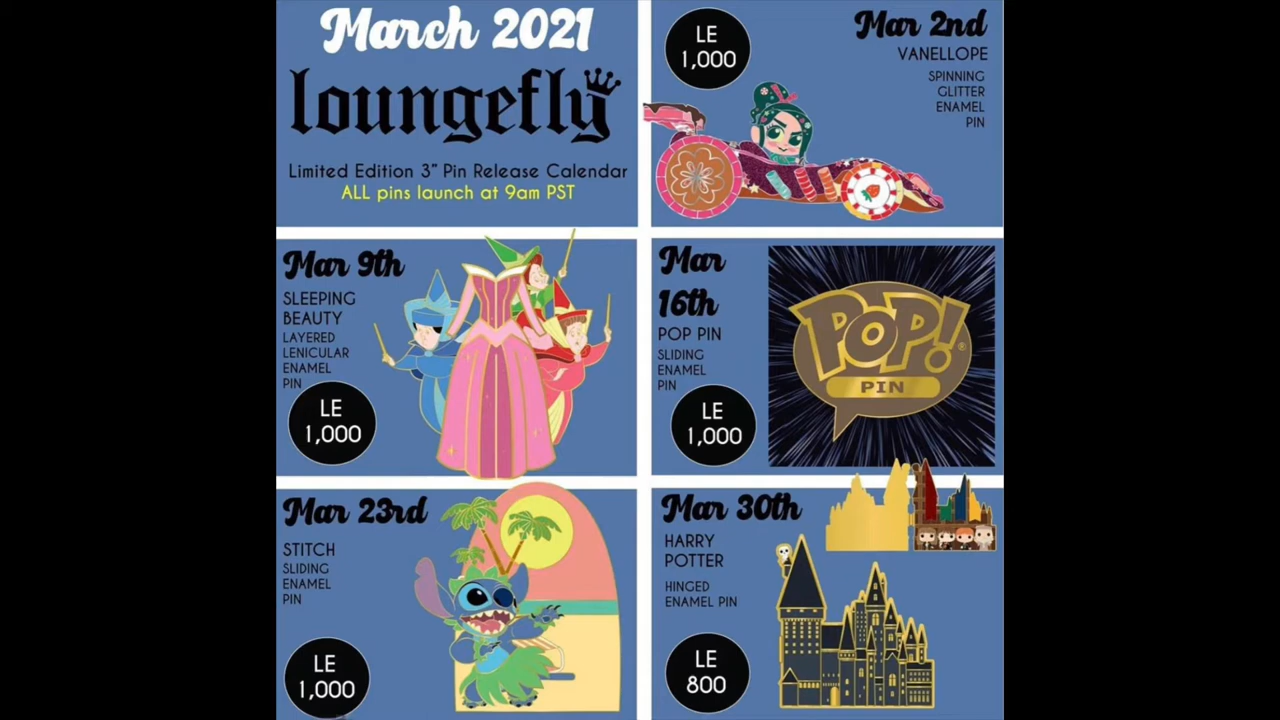 March 2021
loungefly
Limited Edition 3" Pin Release Calendar
ALL pins launch at 9am PST
LE
1,000
Mar 2nd
VANELLOPE
SPINNING
GLITTER
ENAMEL
PIN
Mar 9th
SLEEPING
BEAUTY
LAYERED
LENICULAR
ENAMEL
PIN
LE
1,000
Mar
16th
POP PIN
SLIDING
ENAMEL
PIN
LE
1,000
POP!®
PIN
Mar 23rd
STITCH
SLIDING
ENAMEL
PIN
LE
1,000
Mar 30th
HARRY
POTTER
HINGED
ENAMEL PIN
LE
800